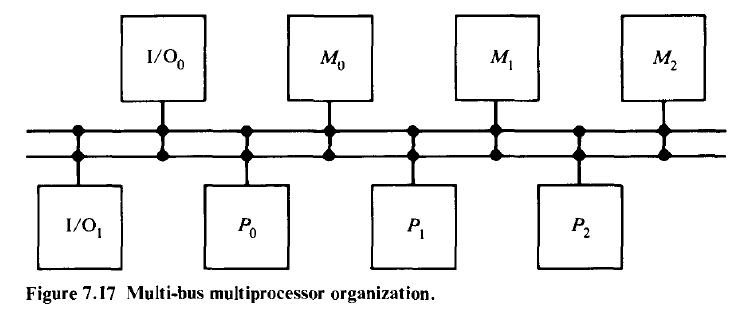 I/O₀
M₀
M₁
M₂
I/O₁
P₀
P₁
P₂
Figure 7.17 Multi-bus multiprocessor organization.